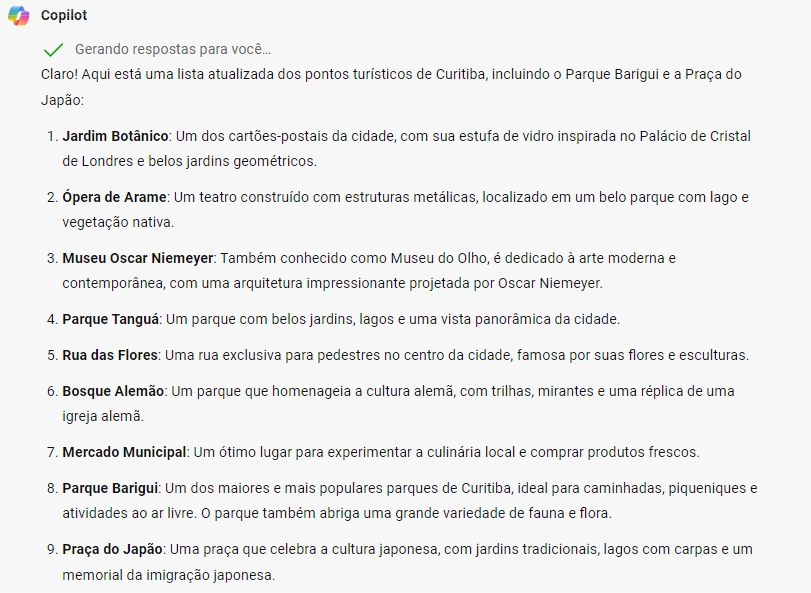 Copilot
Gerando respostas para você...
Claro! Aqui está uma lista atualizada dos pontos turísticos de Curitiba, incluindo o Parque Barigui e a Praça do
Japão:
1. Jardim Botânico: Um dos cartões-postais da cidade, com sua estufa de vidro inspirada no Palácio de Cristal
de Londres e belos jardins geométricos.
2. Ópera de Arame: Um teatro construído com estruturas metálicas, localizado em um belo parque com lago e
vegetação nativa.
3. Museu Oscar Niemeyer: Também conhecido como Museu do Olho, é dedicado à arte moderna e
contemporânea, com uma arquitetura impressionante projetada por Oscar Niemeyer.
4. Parque Tanguá: Um parque com belos jardins, lagos e uma vista panorâmica da cidade.
5. Rua das Flores: Uma rua exclusiva para pedestres no centro da cidade, famosa por suas flores e esculturas.
6. Bosque Alemão: Um parque que homenageia a cultura alemã, com trilhas, mirantes e uma réplica de uma
igreja alemã.
7. Mercado Municipal: Um ótimo lugar para experimentar a culinária local e comprar produtos frescos.
8. Parque Barigui: Um dos maiores e mais populares parques de Curitiba, ideal para caminhadas, piqueniques e
atividades ao ar livre. O parque também abriga uma grande variedade de fauna e flora.
9. Praça do Japão: Uma praça que celebra a cultura japonesa, com jardins tradicionais, lagos com carpas e um
memorial da imigração japonesa.